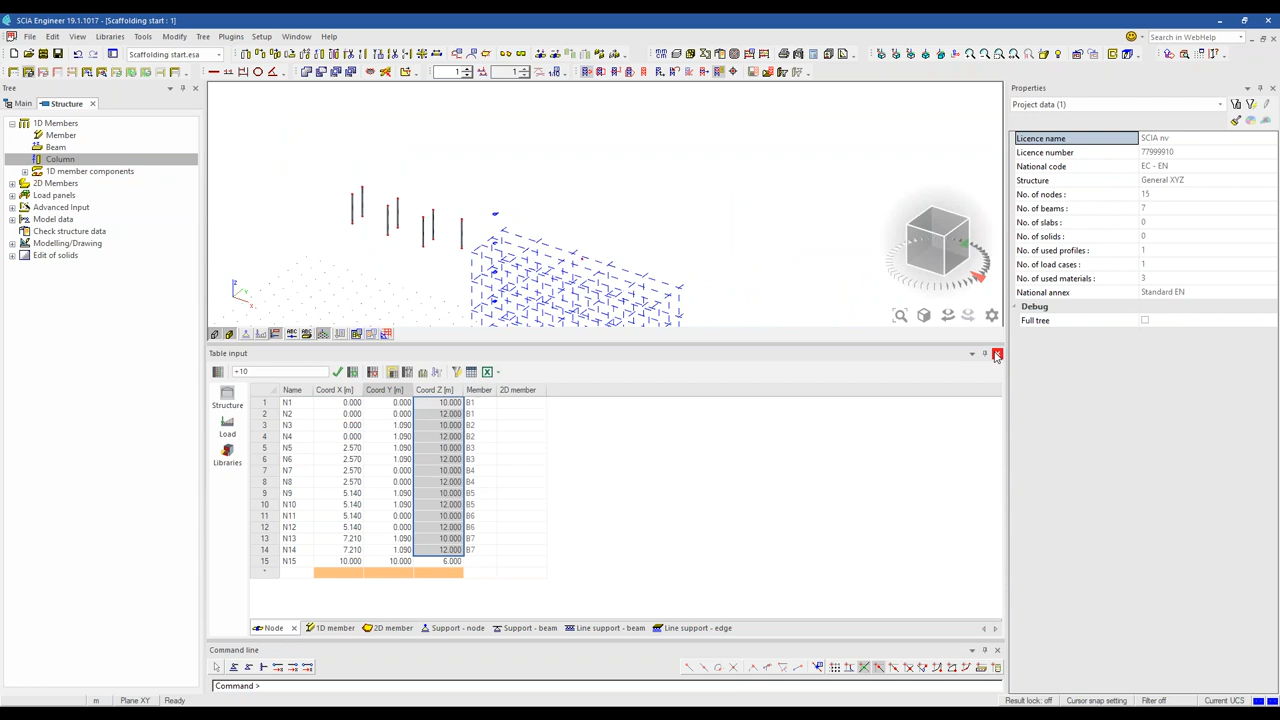 SCIA Engineer 19.1.1017 - [Scaffolding start : 1]
File Edit View Libraries Tools Modify Tree Plugins Setup Window Help
Search in WebHelp
Scaffolding start.esa
1 1
Tree
Main Structure
1D Members
Member
Beam
Column
1D member components
2D Members
Load panels
Advanced Input
Model data
Check structure data
Modelling/Drawing
Edit of solids
Z Y X
Table input
+10
Structure
Load
Libraries
Name Coord X [m] Coord Y [m] Coord Z [m] Member 2D member
1 N1 0.000 0.000 10.000 B1
2 N2 0.000 0.000 12.000 B1
3 N3 0.000 1.090 10.000 B2
4 N4 0.000 1.090 12.000 B2
5 N5 2.570 1.090 10.000 B3
6 N6 2.570 1.090 12.000 B3
7 N7 2.570 0.000 10.000 B4
8 N8 2.570 0.000 12.000 B4
9 N9 5.140 1.090 10.000 B5
10 N10 5.140 1.090 12.000 B5
11 N11 5.140 0.000 10.000 B6
12 N12 5.140 0.000 12.000 B6
13 N13 7.210 1.090 10.000 B7
14 N14 7.210 1.090 12.000 B7
15 N15 10.000 10.000 6.000
*
Node 1D member 2D member Support - node Support - beam Line support - beam Line support - edge
Command line
Command >
Properties
Project data (1)
Licence name SCIA nv
Licence number 77999910
National code EC - EN
Structure General XYZ
No. of nodes : 15
No. of beams : 7
No. of slabs : 0
No. of solids : 0
No. of used profiles : 1
No. of load cases : 1
No. of used materials : 3
National annex Standard EN
Debug
Full tree
m Plane XY Ready Result lock: off Cursor snap setting Filter off Current UCS